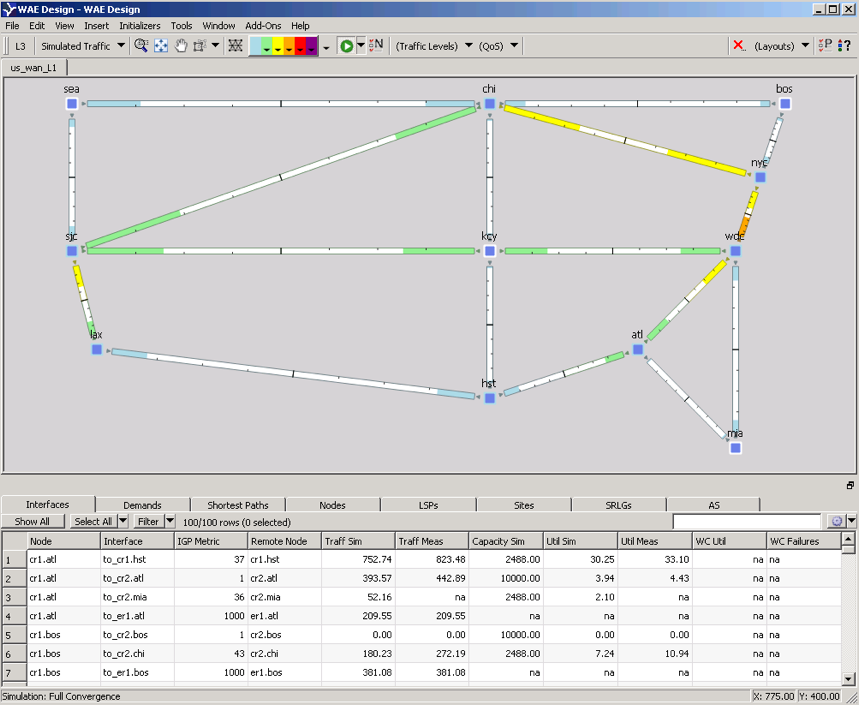 WAE Design - WAE Design
File Edit View Insert Initializers Tools Window Add-Ons Help
L3 Simulated Traffic (Traffic Levels) (QoS) (Layouts)
us_wan_L1
sea chi bos
nyc
sjc kcy wdc
lax atl
hst
mia
Interfaces Demands Shortest Paths Nodes LSPs Sites SRLGs AS
Show All Select All Filter 100/100 rows (0 selected)
Node Interface IGP Metric Remote Node Traff Sim Traff Meas Capacity Sim Util Sim Util Meas WC Util WC Failures
1 cr1.atl to_cr1.hst 37 cr1.hst 752.74 823.48 2488.00 30.25 33.10 na na
2 cr1.atl to_cr2.atl 1 cr2.atl 393.57 442.89 10000.00 3.94 4.43 na na
3 cr1.atl to_cr2.mia 36 cr2.mia 52.16 na 2488.00 2.10 na na na
4 cr1.atl to_er1.atl 1000 er1.atl 209.55 209.55 na na na na na
5 cr1.bos to_cr2.bos 1 cr2.bos 0.00 0.00 10000.00 0.00 0.00 na na
6 cr1.bos to_cr2.chi 43 cr2.chi 180.23 272.19 2488.00 7.24 10.94 na na
7 cr1.bos to_er1.bos 1000 er1.bos 381.08 381.08 na na na na na
Simulation: Full Convergence X: 775.00 Y: 400.00